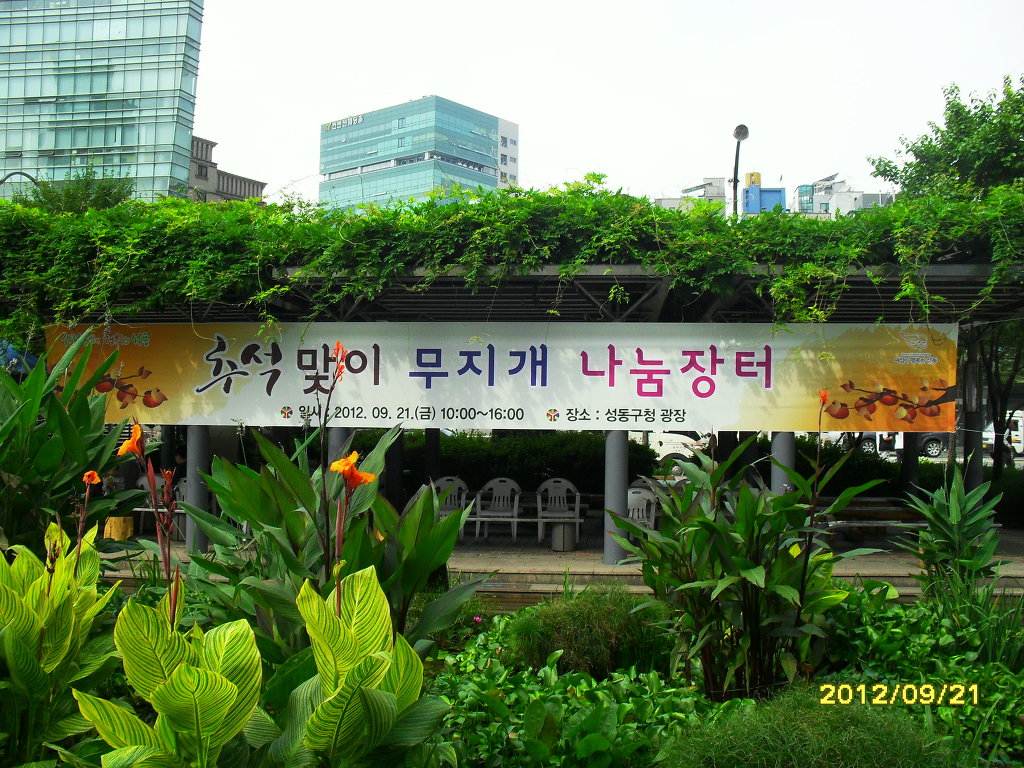 추석 맞이 무지개 나눔장터
일시 : 2012. 09. 21.(금) 10:00~16:00 장소 : 성동구청 광장
2012/09/21